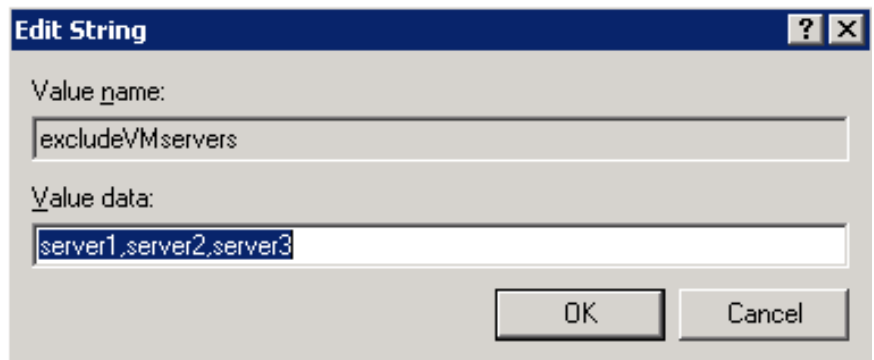 Edit String
? X
Value name:
excludeVMservers
Value data:
server1,server2,server3
OK Cancel